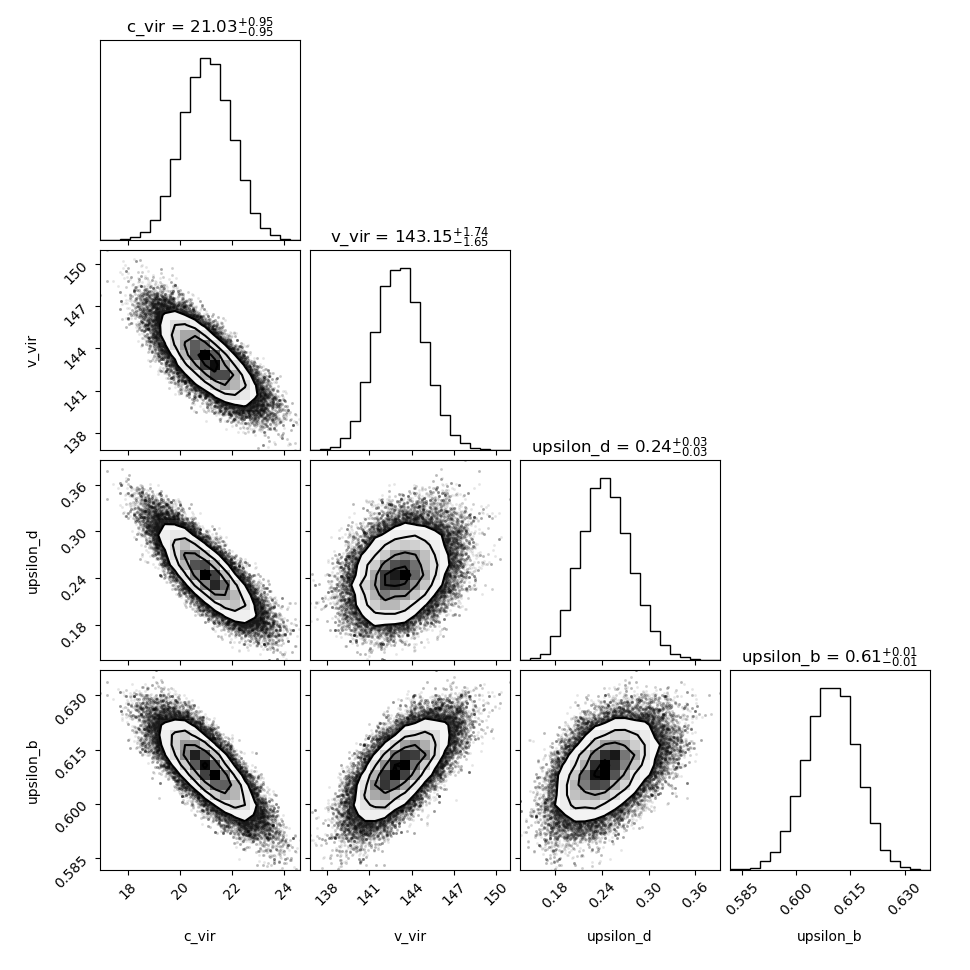 c_vir = 21.03+0.95−0.95
v_vir = 143.15+1.74−1.65
150
147
144
141
138
v_vir
upsilon_d = 0.24+0.03−0.03
0.36
0.30
0.24
0.18
upsilon_d
upsilon_b = 0.61+0.01−0.01
0.630
0.615
0.600
0.585
upsilon_b
18 20 22 24 138 141 144 147 150 0.18 0.24 0.30 0.36 0.585 0.600 0.615 0.630
c_vir v_vir upsilon_d upsilon_b